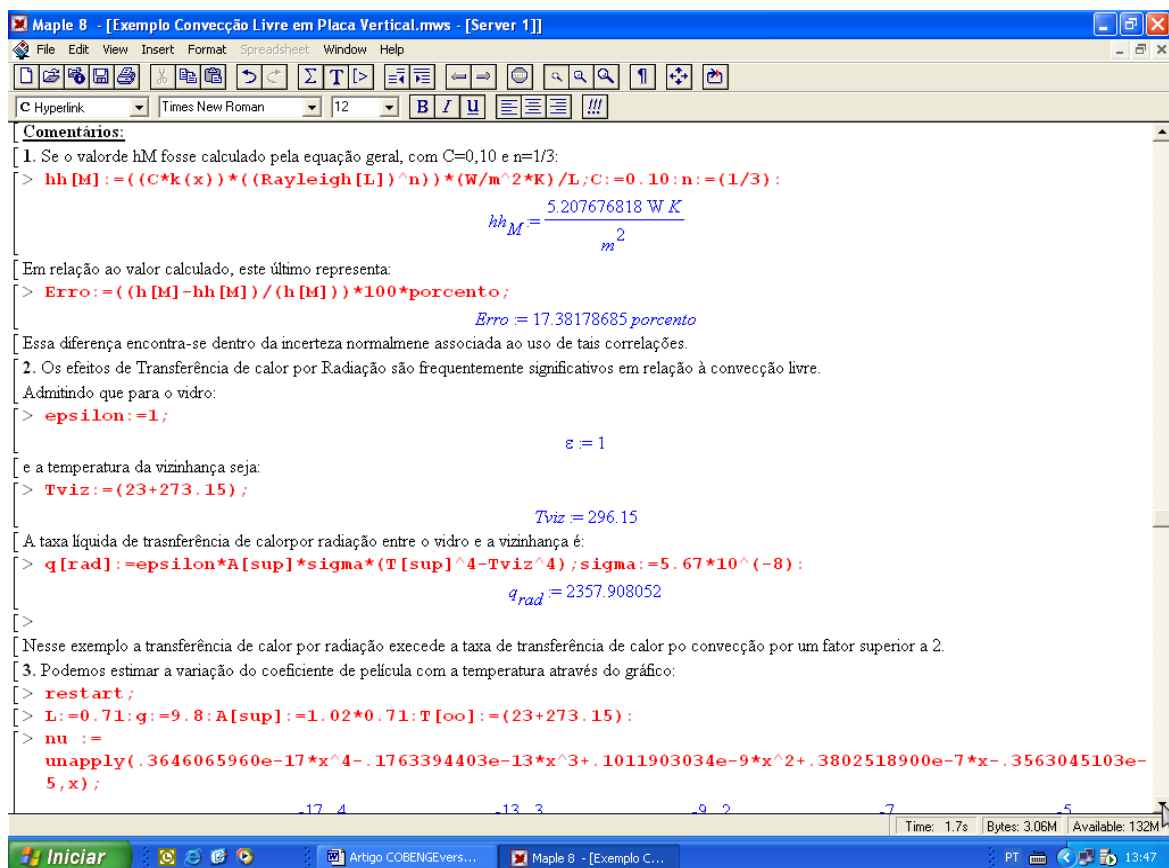 Maple 8 - [Exemplo Convecção Livre em Placa Vertical.mws - [Server 1]]
File Edit View Insert Format Spreadsheet Window Help
C Hyperlink Times New Roman 12 B I u !!!
Comentários:
1. Se o valorde hM fosse calculado pela equação geral, com C=0,10 e n=1/3:
> hh[M]:=((C*k(x))*((Rayleigh[L])^n))*(W/m^2*K)/L;C:=0.10:n:=(1/3):
hh_M := 5.207676818 W K / m^2
Em relação ao valor calculado, este último representa:
> Erro:=((h[M]-hh[M])/(h[M]))*100*porcento;
Erro := 17.38178685 porcento
Essa diferença encontra-se dentro da incerteza normalmene associada ao uso de tais correlações.
2. Os efeitos de Transferência de calor por Radiação são frequentemente significativos em relação à convecção livre.
Admitindo que para o vidro:
> epsilon:=1;
ε := 1
e a temperatura da vizinhança seja:
> Tviz:=(23+273.15);
Tviz := 296.15
A taxa líquida de trasnferência de calorpor radiação entre o vidro e a vizinhança é:
> q[rad]:=epsilon*A[sup]*sigma*(T[sup]^4-Tviz^4);sigma:=5.67*10^(-8):
q_rad := 2357.908052
>
Nesse exemplo a transferência de calor por radiação execede a taxa de transferência de calor po convecção por um fator superior a 2.
3. Podemos estimar a variação do coeficiente de película com a temperatura através do gráfico:
> restart;
> L:=0.71:g:=9.8:A[sup]:=1.02*0.71:T[oo]:=(23+273.15):
> nu :=
unapply(.3646065960e-17*x^4-.1763394403e-13*x^3+.1011903034e-9*x^2+.3802518900e-7*x-.3563045103e-
5,x);
-17 4 -13 3 -9 2 -7 -5
Time: 1.7s Bytes: 3.06M Available: 132M
Iniciar Artigo COBENGEvers... Maple 8 - [Exemplo C... PT 13:47